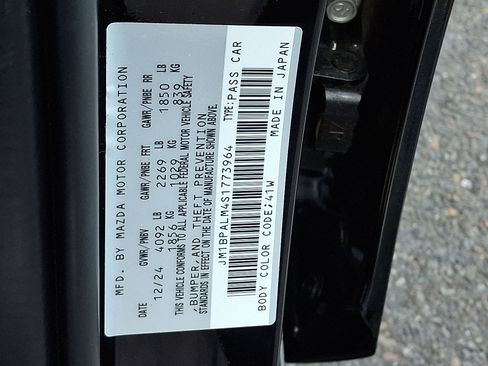 MFD. BY MAZDA MOTOR CORPORATION
DATE GVWR/PNBV GAWR/PNBE FRT GAWR/PNBE RR
12/24 4092 LB 2269 LB 1850 LB
1856 KG 1029 KG 839 KG
THIS VEHICLE CONFORMS TO ALL APPLICABLE FEDERAL MOTOR VEHICLE SAFETY
,BUMPER,AND THEFT PREVENTION
STANDARDS IN EFFECT ON THE DATE OF MANUFACTURE SHOWN ABOVE.
JM1BPALM4S1773964 TYPE:PASS CAR
BODY COLOR CODE;41W MADE IN JAPAN